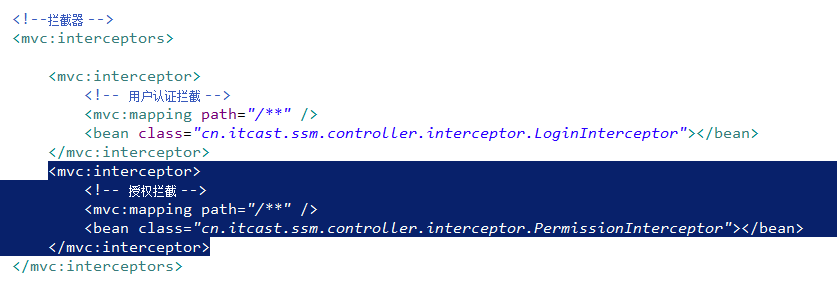 <!--拦截器 -->
<mvc:interceptors>
<mvc:interceptor>
<!-- 用户认证拦截 -->
<mvc:mapping path="/**" />
<bean class="cn.itcast.ssm.controller.interceptor.LoginInterceptor"></bean>
</mvc:interceptor>
<mvc:interceptor>
<!-- 授权拦截 -->
<mvc:mapping path="/**" />
<bean class="cn.itcast.ssm.controller.interceptor.PermissionInterceptor"></bean>
</mvc:interceptor>
</mvc:interceptors>